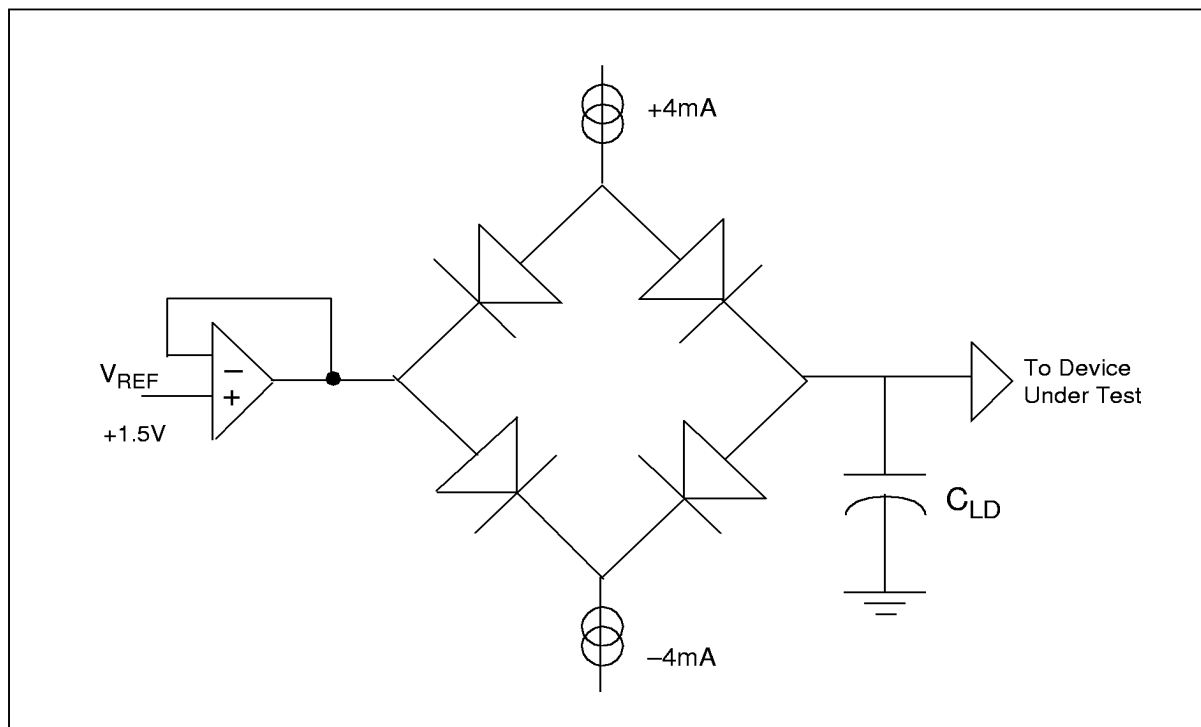 +4mA
V_REF
−
+
+1.5V
To Device
Under Test
C_LD
–4mA